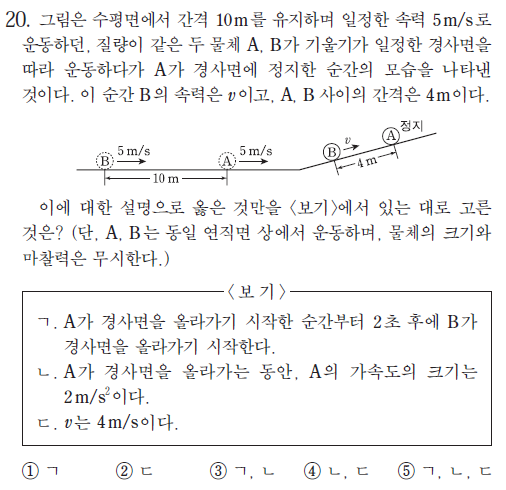 20. 그림은 수평면에서 간격 10m를 유지하며 일정한 속력 5m/s로
운동하던, 질량이 같은 두 물체 A, B가 기울기가 일정한 경사면을
따라 운동하다가 A가 경사면에 정지한 순간의 모습을 나타낸
것이다. 이 순간 B의 속력은 v이고, A, B 사이의 간격은 4m이다.
B 5m/s A 5m/s B v A 정지
10m 4m
이에 대한 설명으로 옳은 것만을 〈보기〉에서 있는 대로 고른
것은? (단, A, B는 동일 연직면 상에서 운동하며, 물체의 크기와
마찰력은 무시한다.)
〈보 기〉
ㄱ. A가 경사면을 올라가기 시작한 순간부터 2초 후에 B가
경사면을 올라가기 시작한다.
ㄴ. A가 경사면을 올라가는 동안, A의 가속도의 크기는
2m/s²이다.
ㄷ. v는 4m/s이다.
① ㄱ ② ㄷ ③ ㄱ, ㄴ ④ ㄴ, ㄷ ⑤ ㄱ, ㄴ, ㄷ